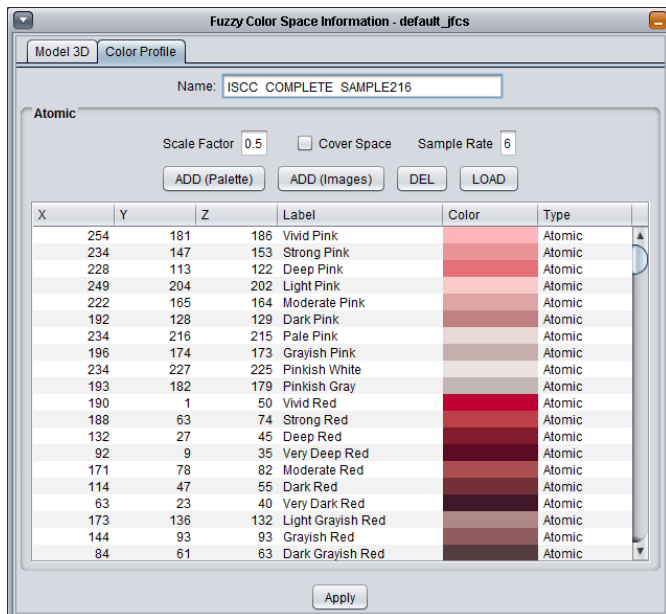 Fuzzy Color Space Information - default_jfcs
Model 3D Color Profile
Name: ISCC COMPLETE SAMPLE216
Atomic
Scale Factor 0.5 Cover Space Sample Rate 6
ADD (Palette) ADD (Images) DEL LOAD
X Y Z Label Color Type
254 181 186 Vivid Pink Atomic
234 147 153 Strong Pink Atomic
228 113 122 Deep Pink Atomic
249 204 202 Light Pink Atomic
222 165 164 Moderate Pink Atomic
192 128 129 Dark Pink Atomic
234 216 215 Pale Pink Atomic
196 174 173 Grayish Pink Atomic
234 227 225 Pinkish White Atomic
193 182 179 Pinkish Gray Atomic
190 1 50 Vivid Red Atomic
188 63 74 Strong Red Atomic
132 27 45 Deep Red Atomic
92 9 35 Very Deep Red Atomic
171 78 82 Moderate Red Atomic
114 47 55 Dark Red Atomic
63 23 40 Very Dark Red Atomic
173 136 132 Light Grayish Red Atomic
144 93 93 Grayish Red Atomic
84 61 63 Dark Grayish Red Atomic
Apply